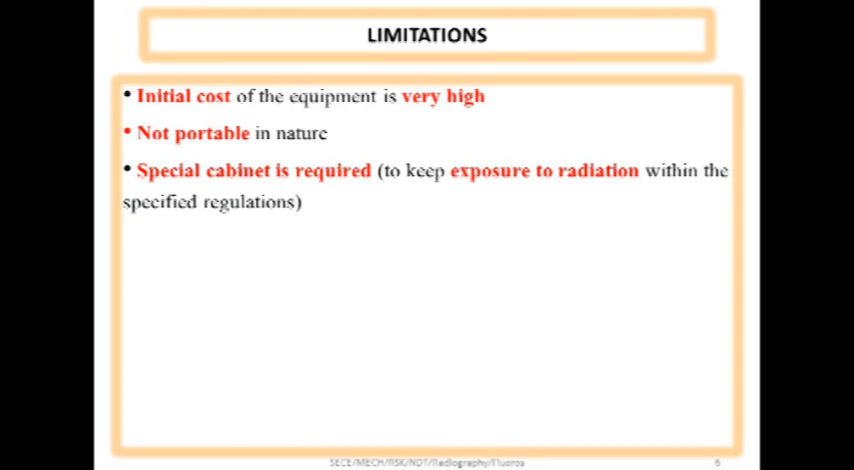 LIMITATIONS
• Initial cost of the equipment is very high
• Not portable in nature
• Special cabinet is required (to keep exposure to radiation within the
specified regulations)
SECE/MECH/RSK/NDT/Radiography/Fluoros
6